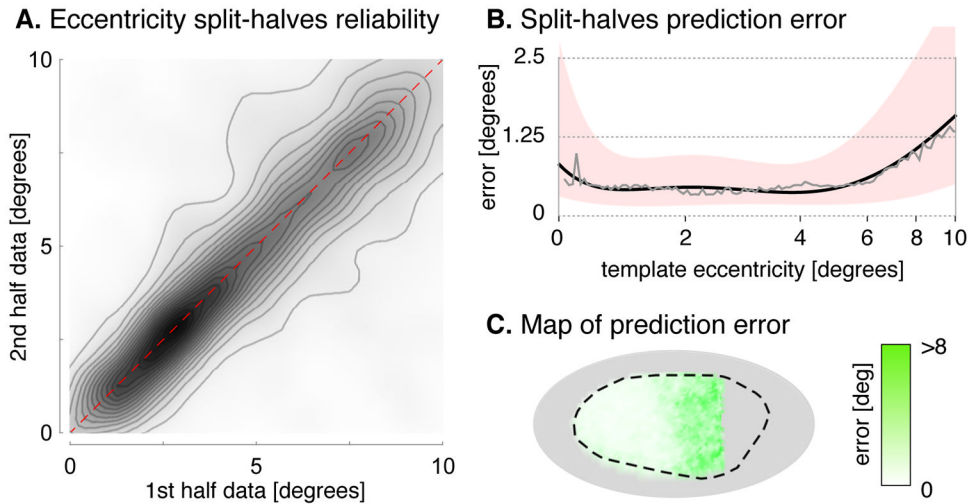 A. Eccentricity split-halves reliability
10
5
0
2nd half data [degrees]
0
5
10
1st half data [degrees]
B. Split-halves prediction error
2.5
1.25
0
error [degrees]
0
2
4
6
8
10
template eccentricity [degrees]
C. Map of prediction error
>8
0
error [deg]